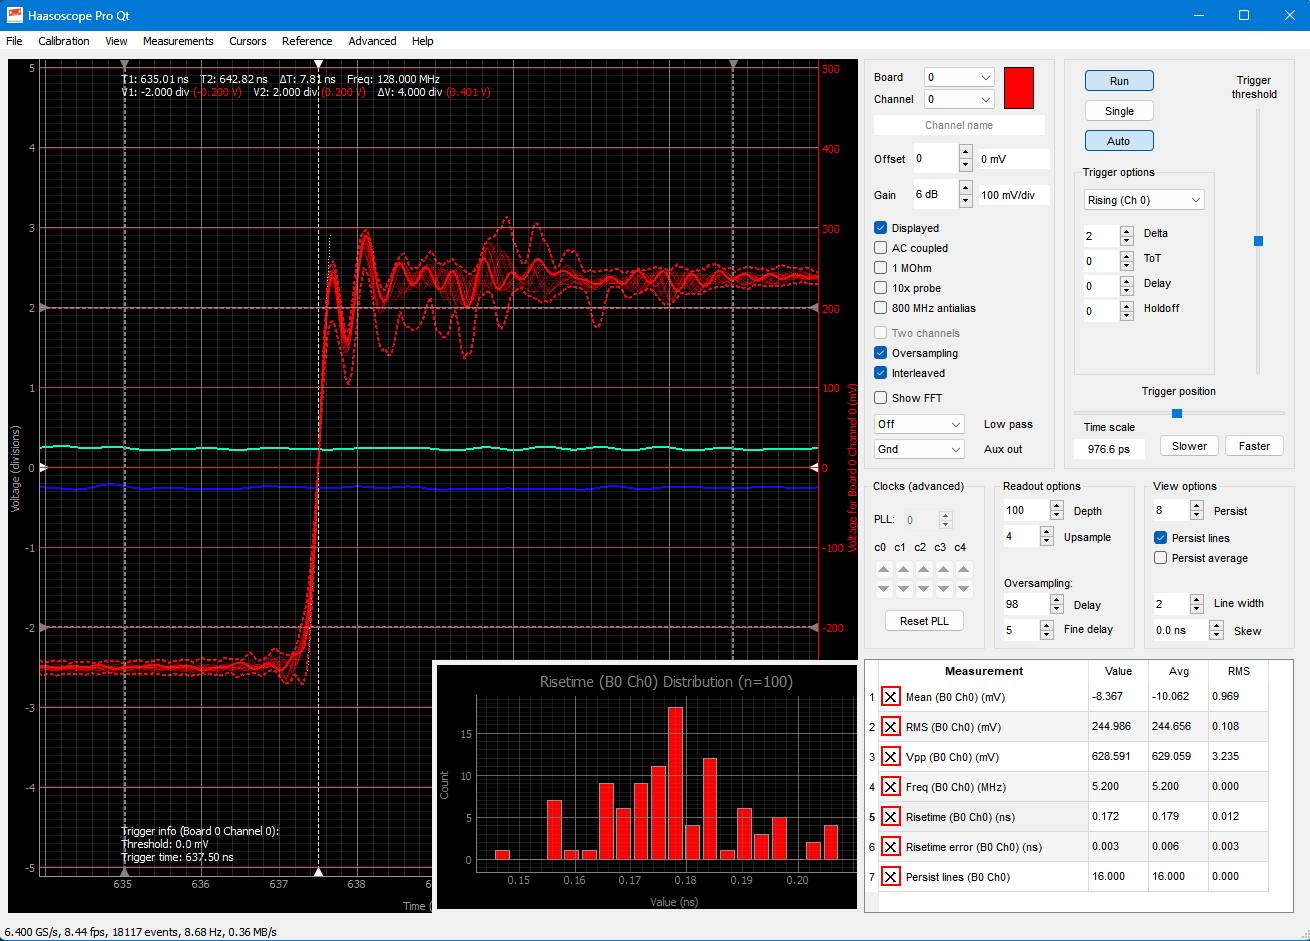 Haasoscope Pro Qt
File Calibration View Measurements Cursors Reference Advanced Help
T1: 635.01 ns T2: 642.82 ns ΔT: 7.81 ns Freq: 128.000 MHz
V1: -2.000 div (-0.200 V) V2: 2.000 div (0.200 V) ΔV: 4.000 div (0.401 V)
5
4
3
2
1
0
-1
-2
-3
-4
-5
Voltage (divisions)
500
400
300
200
100
0
-100
-200
Voltage for Board 0 Channel 0 (mV)
Trigger info (Board 0 Channel 0):
Threshold: 0.0 mV
Trigger time: 637.50 ns
635 636 637 638 6
Time (
Risetime (B0 Ch0) Distribution (n=100)
15
10
5
0
Count
0.15 0.16 0.17 0.18 0.19 0.20
Value (ns)
Board 0
Channel 0
Channel name
Offset 0 0 mV
Gain 6 dB 100 mV/div
Displayed
AC coupled
1 MOhm
10x probe
800 MHz antialias
Two channels
Oversampling
Interleaved
Show FFT
Off Low pass
Gnd Aux out
Run
Single
Auto
Trigger threshold
Trigger options
Rising (Ch 0)
2 Delta
0 ToT
0 Delay
0 Holdoff
Trigger position
Time scale
976.6 ps Slower Faster
Clocks (advanced)
PLL: 0
c0 c1 c2 c3 c4
Reset PLL
Readout options
100 Depth
4 Upsample
Oversampling:
98 Delay
5 Fine delay
View options
8 Persist
Persist lines
Persist average
2 Line width
0.0 ns Skew
Measurement Value Avg RMS
1 X Mean (B0 Ch0) (mV) -8.367 -10.062 0.969
2 X RMS (B0 Ch0) (mV) 244.986 244.656 0.108
3 X Vpp (B0 Ch0) (mV) 628.591 629.059 3.235
4 X Freq (B0 Ch0) (MHz) 5.200 5.200 0.000
5 X Risetime (B0 Ch0) (ns) 0.172 0.179 0.012
6 X Risetime error (B0 Ch0) (ns) 0.003 0.006 0.003
7 X Persist lines (B0 Ch0) 16.000 16.000 0.000
6.400 GS/s, 8.44 fps, 18117 events, 8.68 Hz, 0.36 MB/s